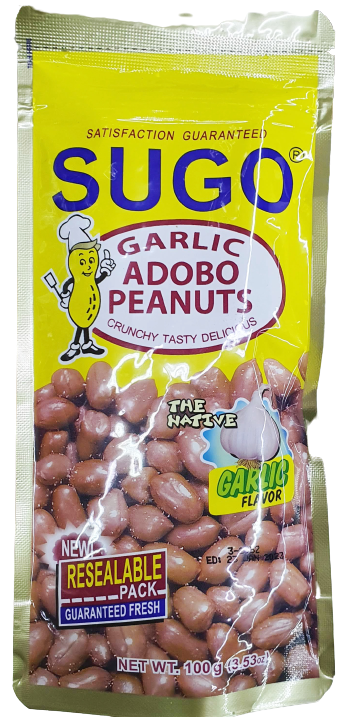 SATISFACTION GUARANTEED
SUGO®
GARLIC
ADOBO
PEANUTS
CRUNCHY TASTY DELICIOUS
THE
NATIVE
GARLIC
FLAVOR
NEW!
RESEALABLE
PACK
GUARANTEED FRESH
NET WT. 100g (3.53oz)